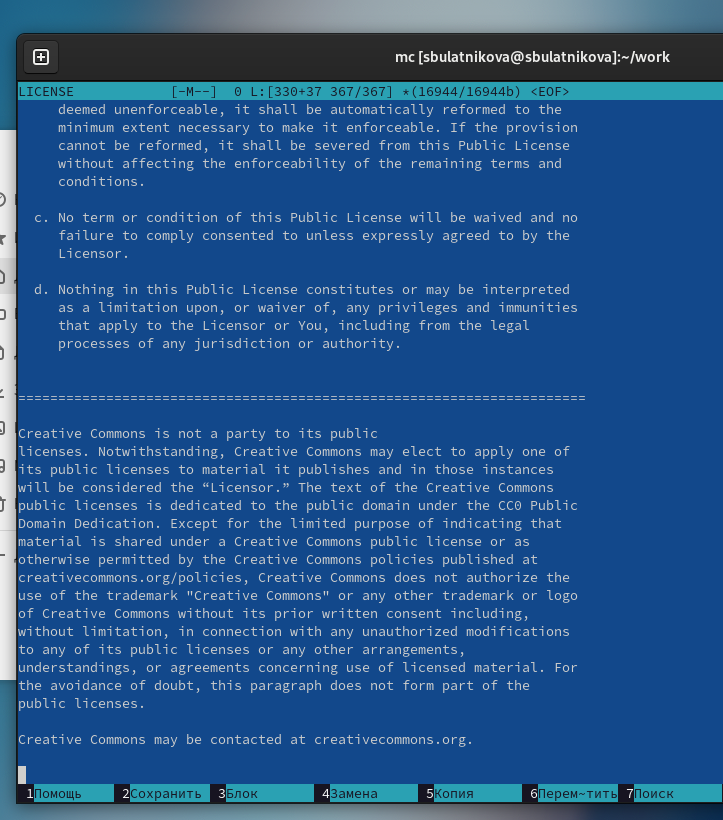 mc [sbulatnikova@sbulatnikova]:~/work
LICENSE [-M--] 0 L:[330+37 367/367] *(16944/16944b) <EOF>
deemed unenforceable, it shall be automatically reformed to the
minimum extent necessary to make it enforceable. If the provision
cannot be reformed, it shall be severed from this Public License
without affecting the enforceability of the remaining terms and
conditions.
c. No term or condition of this Public License will be waived and no
failure to comply consented to unless expressly agreed to by the
Licensor.
d. Nothing in this Public License constitutes or may be interpreted
as a limitation upon, or waiver of, any privileges and immunities
that apply to the Licensor or You, including from the legal
processes of any jurisdiction or authority.
=======================================================================
Creative Commons is not a party to its public
licenses. Notwithstanding, Creative Commons may elect to apply one of
its public licenses to material it publishes and in those instances
will be considered the “Licensor.” The text of the Creative Commons
public licenses is dedicated to the public domain under the CC0 Public
Domain Dedication. Except for the limited purpose of indicating that
material is shared under a Creative Commons public license or as
otherwise permitted by the Creative Commons policies published at
creativecommons.org/policies, Creative Commons does not authorize the
use of the trademark "Creative Commons" or any other trademark or logo
of Creative Commons without its prior written consent including,
without limitation, in connection with any unauthorized modifications
to any of its public licenses or any other arrangements,
understandings, or agreements concerning use of licensed material. For
the avoidance of doubt, this paragraph does not form part of the
public licenses.
Creative Commons may be contacted at creativecommons.org.
1Помощь 2Сохранить 3Блок 4Замена 5Копия 6Перем~тить 7Поиск